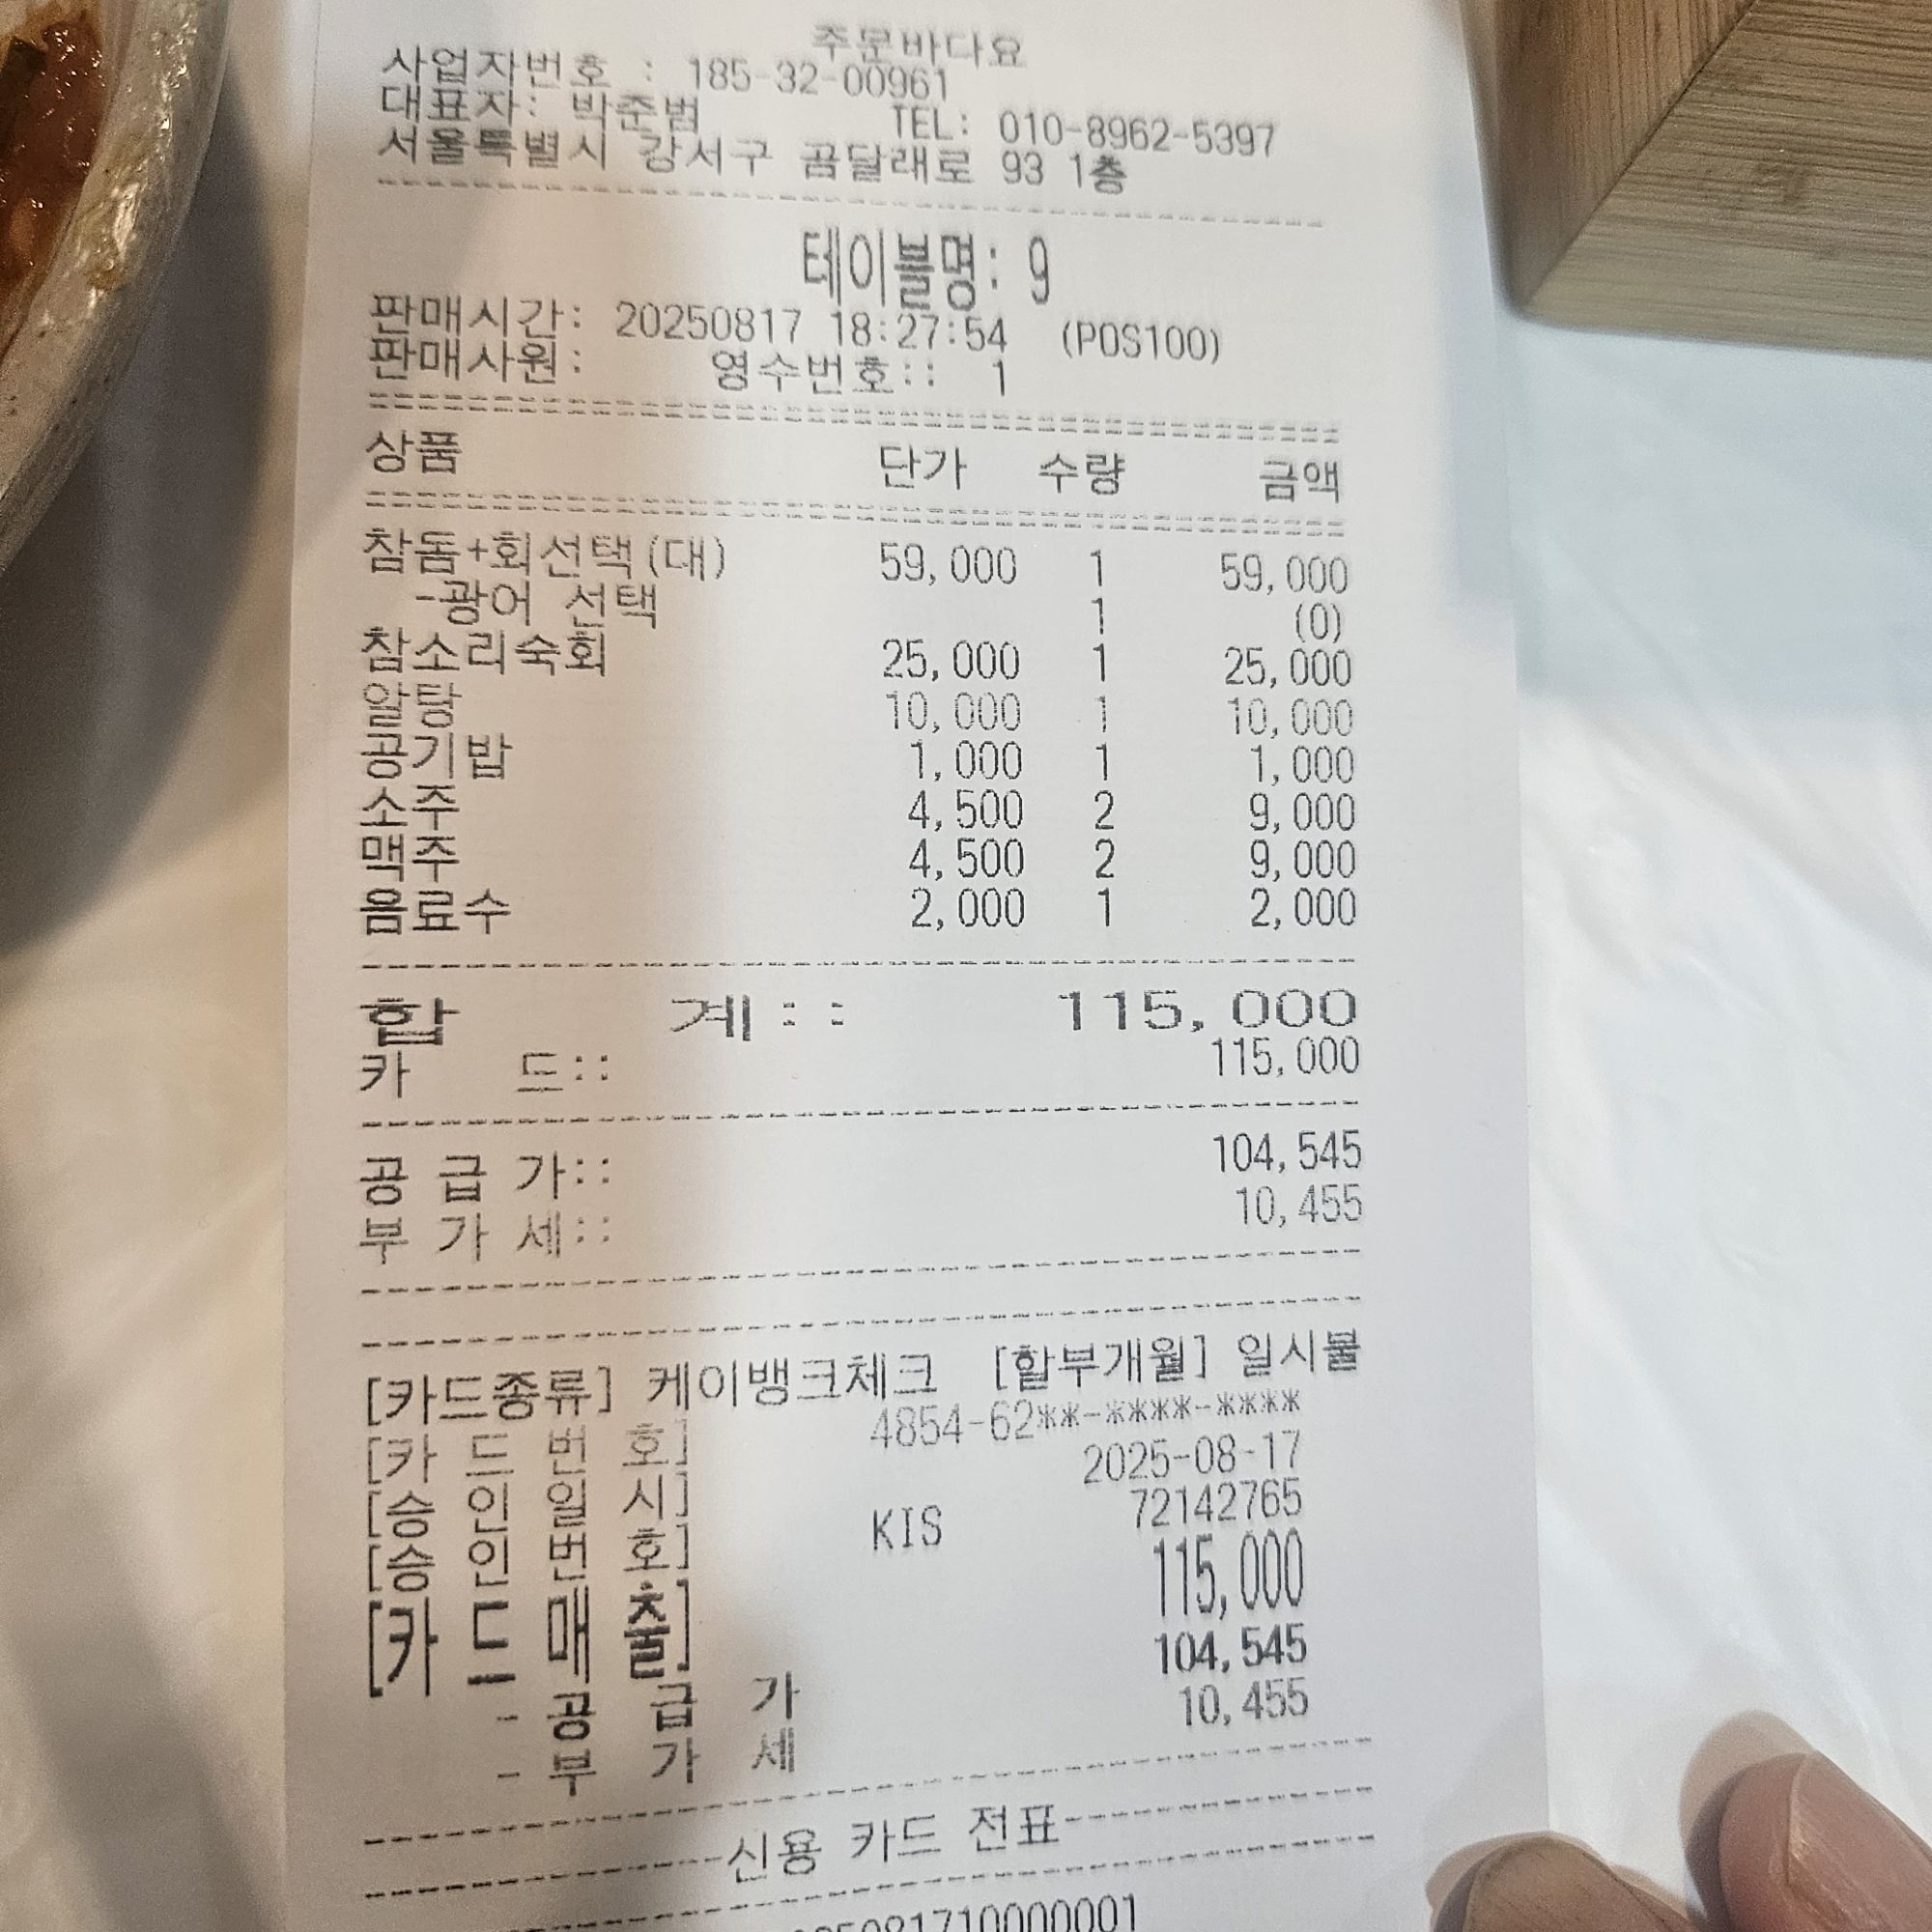 주문바다요
사업자번호 : 185-32-00961
대표자: 박준범 TEL: 010-8962-5397
서울특별시 강서구 곰달래로 93 1층
테이블명: 9
판매시간: 20250817 18:27:54 (POS100)
판매사원: 영수번호:: 1
상품 단가 수량 금액
참돔+회선택(대) 59,000 1 59,000
-광어 선택 1 (0)
참소리숙회 25,000 1 25,000
알탕 10,000 1 10,000
공기밥 1,000 1 1,000
소주 4,500 2 9,000
맥주 4,500 2 9,000
음료수 2,000 1 2,000
합 계:: 115,000
카 드:: 115,000
공 급 가:: 104,545
부 가 세:: 10,455
[카드종류] 케이뱅크체크 [할부개월] 일시불
[카 드 번 호] 4854-62**-****-****
[승 인 일 시] 2025-08-17
[승 인 번 호] KIS 72142765
[카 드 매 출] 115,000
- 공 급 가 104,545
- 부 가 세 10,455
신용 카드 전표